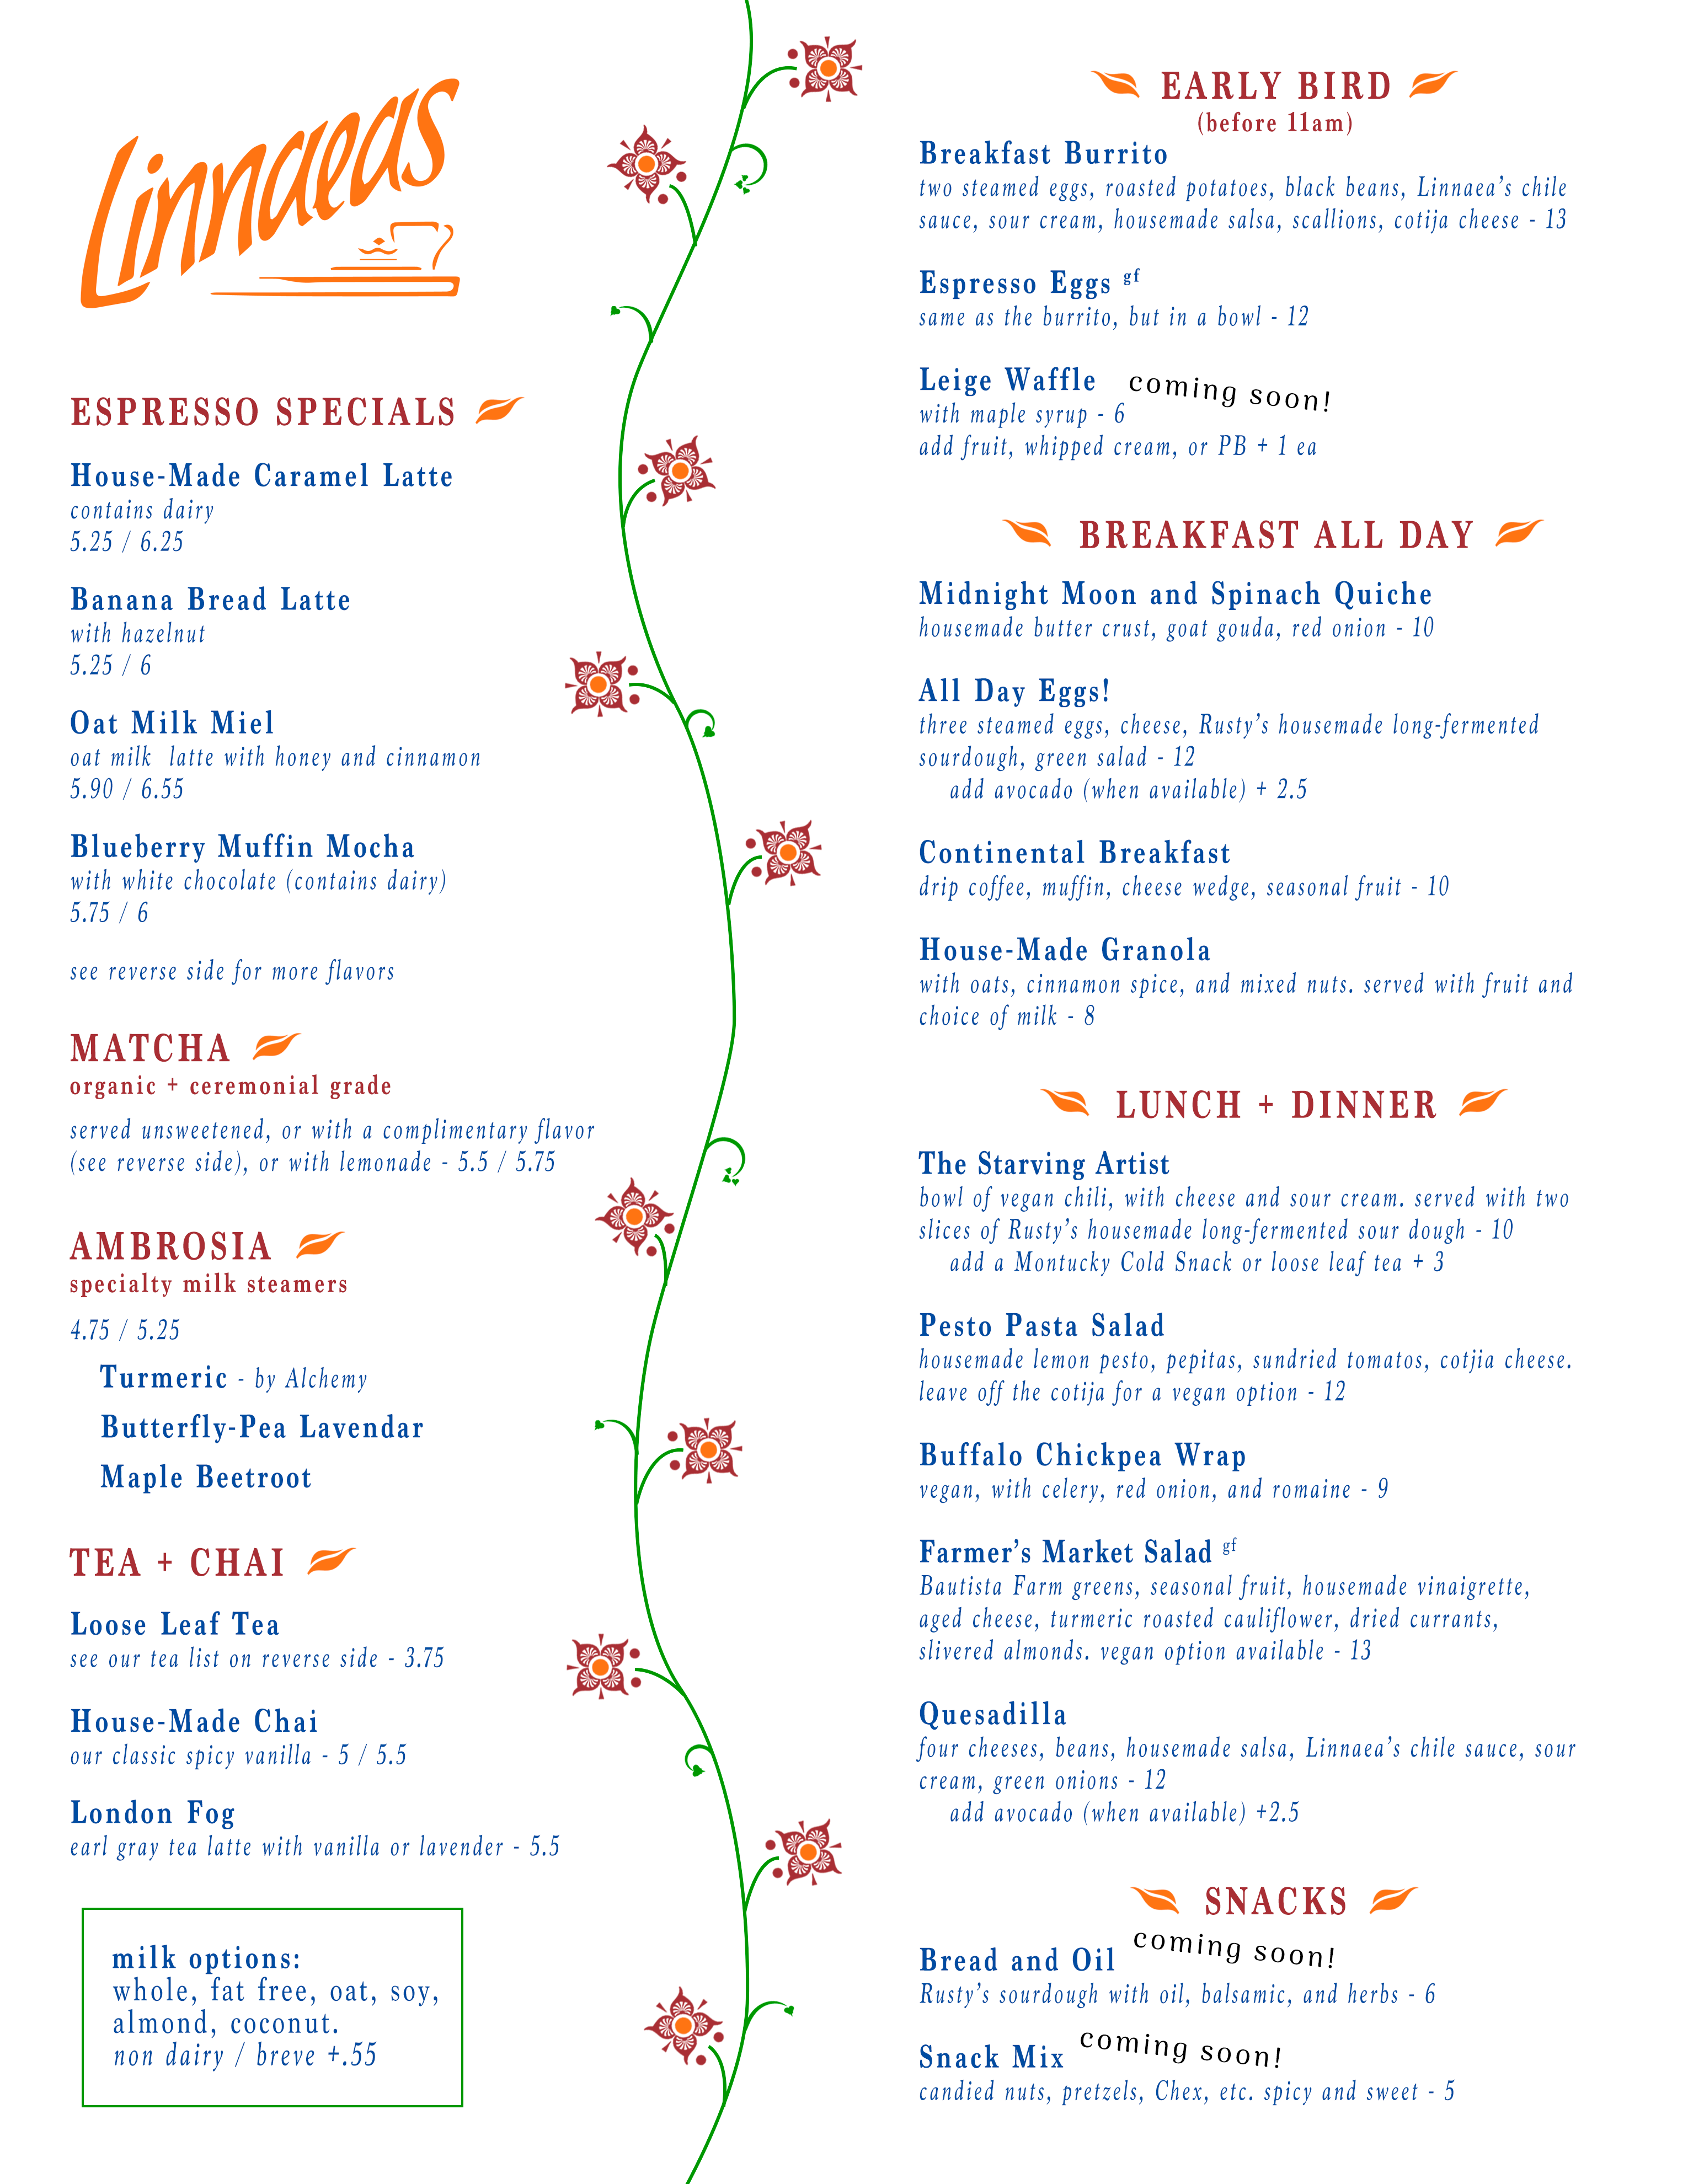 Linnaeas
ESPRESSO SPECIALS
House-Made Caramel Latte
contains dairy
5.25 / 6.25
Banana Bread Latte
with hazelnut
5.25 / 6
Oat Milk Miel
oat milk  latte with honey and cinnamon
5.90 / 6.55
Blueberry Muffin Mocha
with white chocolate (contains dairy)
5.75 / 6
see reverse side for more flavors
MATCHA
organic + ceremonial grade
served unsweetened, or with a complimentary flavor
(see reverse side), or with lemonade - 5.5 / 5.75
AMBROSIA
specialty milk steamers
4.75 / 5.25
Turmeric - by Alchemy
Butterfly-Pea Lavendar
Maple Beetroot
TEA + CHAI
Loose Leaf Tea
see our tea list on reverse side - 3.75
House-Made Chai
our classic spicy vanilla - 5 / 5.5
London Fog
earl gray tea latte with vanilla or lavender - 5.5
milk options:
whole, fat free, oat, soy,
almond, coconut.
non dairy / breve +.55
EARLY BIRD
(before 11am)
Breakfast Burrito
two steamed eggs, roasted potatoes, black beans, Linnaea's chile
sauce, sour cream, housemade salsa, scallions, cotija cheese - 13
Espresso Eggs gf
same as the burrito, but in a bowl - 12
Leige Waffle coming soon!
with maple syrup - 6
add fruit, whipped cream, or PB + 1 ea
BREAKFAST ALL DAY
Midnight Moon and Spinach Quiche
housemade butter crust, goat gouda, red onion - 10
All Day Eggs!
three steamed eggs, cheese, Rusty's housemade long-fermented
sourdough, green salad - 12
add avocado (when available) + 2.5
Continental Breakfast
drip coffee, muffin, cheese wedge, seasonal fruit - 10
House-Made Granola
with oats, cinnamon spice, and mixed nuts. served with fruit and
choice of milk - 8
LUNCH + DINNER
The Starving Artist
bowl of vegan chili, with cheese and sour cream. served with two
slices of Rusty's housemade long-fermented sour dough - 10
add a Montucky Cold Snack or loose leaf tea + 3
Pesto Pasta Salad
housemade lemon pesto, pepitas, sundried tomatos, cotjia cheese.
leave off the cotija for a vegan option - 12
Buffalo Chickpea Wrap
vegan, with celery, red onion, and romaine - 9
Farmer's Market Salad gf
Bautista Farm greens, seasonal fruit, housemade vinaigrette,
aged cheese, turmeric roasted cauliflower, dried currants,
slivered almonds. vegan option available - 13
Quesadilla
four cheeses, beans, housemade salsa, Linnaea's chile sauce, sour
cream, green onions - 12
add avocado (when available) +2.5
SNACKS
Bread and Oil coming soon!
Rusty's sourdough with oil, balsamic, and herbs - 6
Snack Mix coming soon!
candied nuts, pretzels, Chex, etc. spicy and sweet - 5